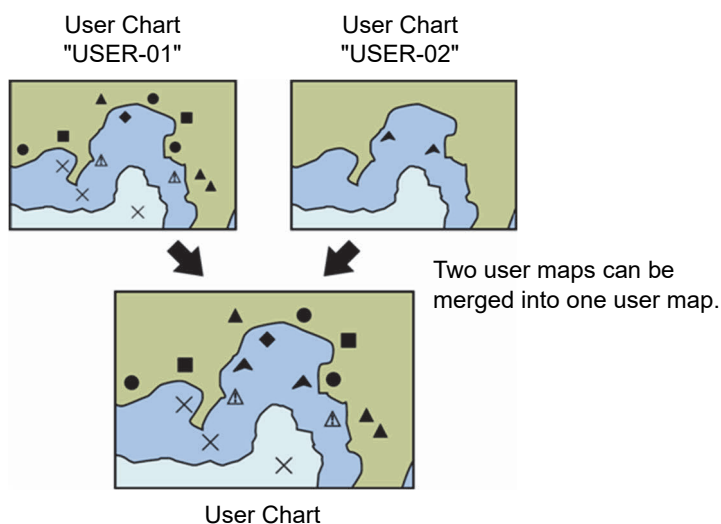 User Chart
"USER-01"
User Chart
"USER-02"
Two user maps can be
merged into one user map.
User Chart